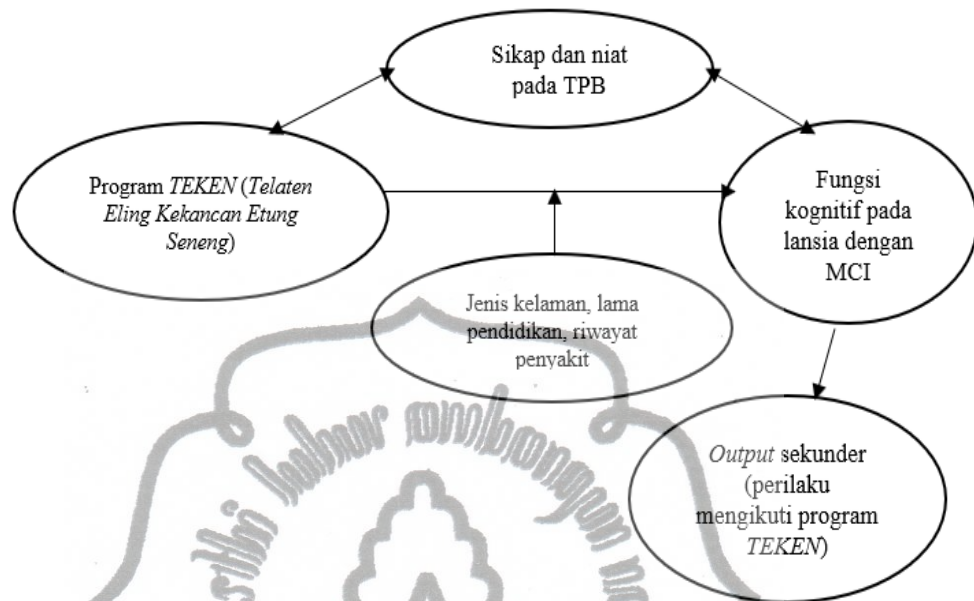 Sikap dan niat
pada TPB
Program TEKEN (Telaten
Eling Kekancan Etung
Seneng)
Fungsi
kognitif pada
lansia dengan
MCI
Jenis kelaman, lama
pendidikan, riwayat
penyakit
Output sekunder
(perilaku
mengikuti program
TEKEN)